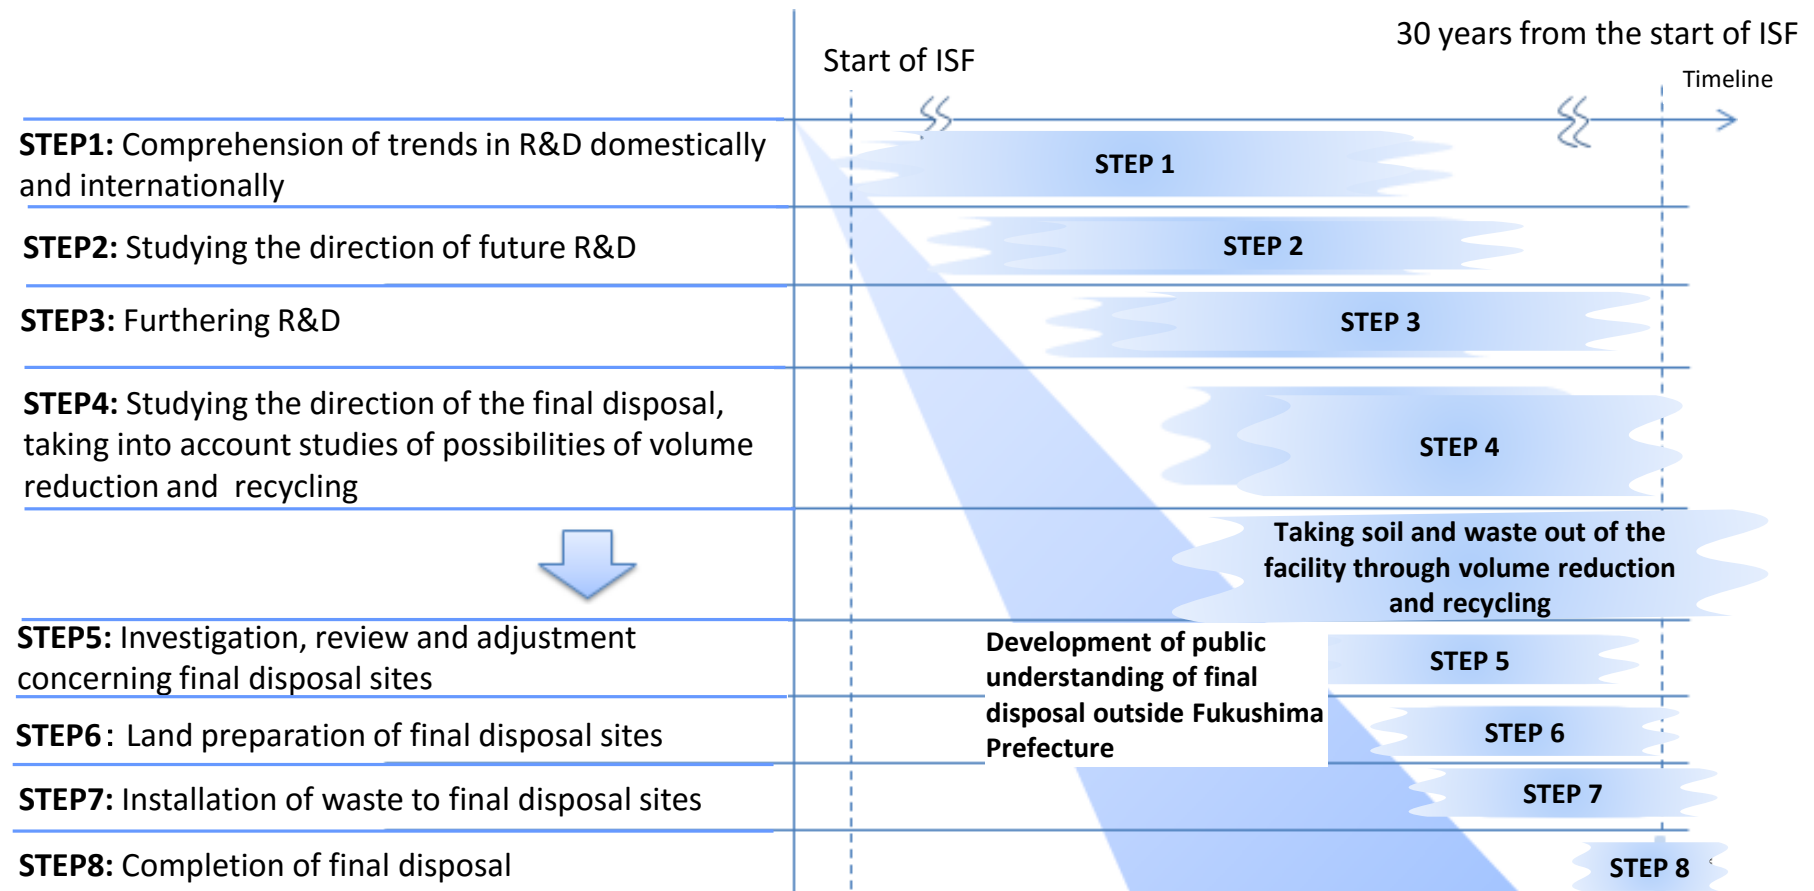 Start of ISF
30 years from the start of ISF
Timeline
STEP1: Comprehension of trends in R&D domestically
and internationally
STEP 1
STEP2: Studying the direction of future R&D
STEP 2
STEP3: Furthering R&D
STEP 3
STEP4: Studying the direction of the final disposal,
taking into account studies of possibilities of volume
reduction and recycling
STEP 4
Taking soil and waste out of the
facility through volume reduction
and recycling
STEP5: Investigation, review and adjustment
concerning final disposal sites
Development of public
understanding of final
disposal outside Fukushima
Prefecture
STEP 5
STEP6: Land preparation of final disposal sites
STEP 6
STEP7: Installation of waste to final disposal sites
STEP 7
STEP8: Completion of final disposal
STEP 8